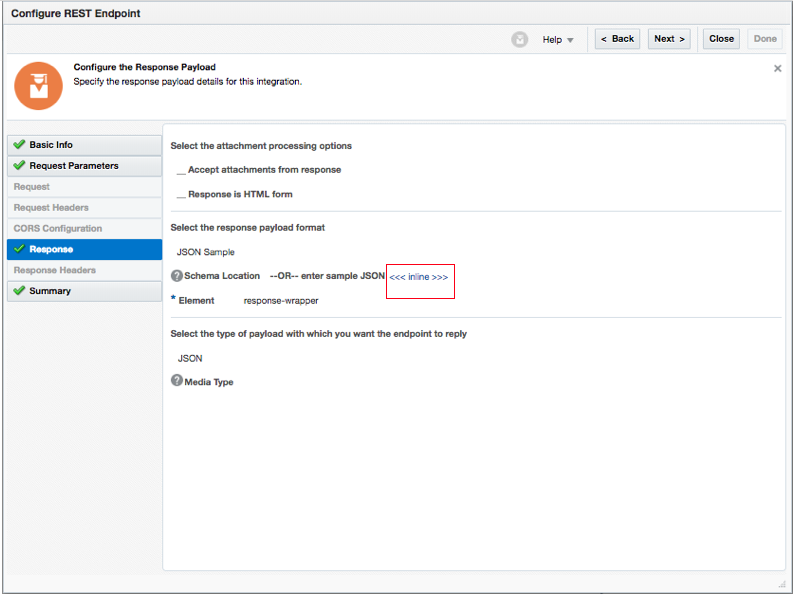 Configure REST Endpoint
Help
< Back
Next >
Close
Done
Configure the Response Payload
Specify the response payload details for this integration.
Basic Info
Request Parameters
Request
Request Headers
CORS Configuration
Response
Response Headers
Summary
Select the attachment processing options
__ Accept attachments from response
__ Response is HTML form
Select the response payload format
JSON Sample
? Schema Location --OR-- enter sample JSON <<< inline >>>
* Element response-wrapper
Select the type of payload with which you want the endpoint to reply
JSON
? Media Type